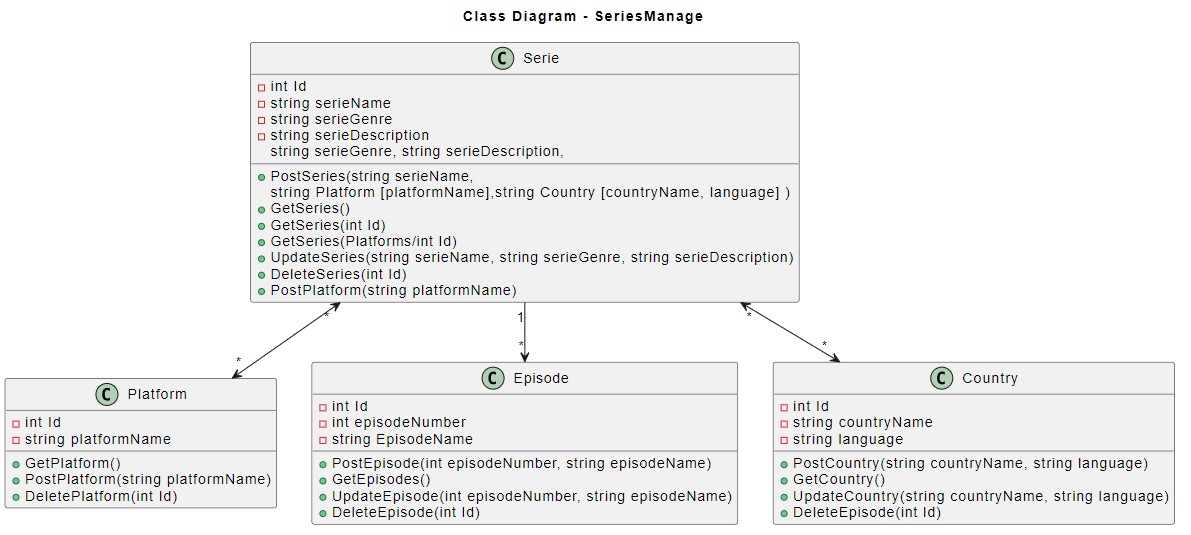 Class Diagram - SeriesManage
C Serie
int Id
string serieName
string serieGenre
string serieDescription
string serieGenre, string serieDescription,
PostSeries(string serieName,
string Platform [platformName],string Country [countryName, language] )
GetSeries()
GetSeries(int Id)
GetSeries(Platforms/int Id)
UpdateSeries(string serieName, string serieGenre, string serieDescription)
DeleteSeries(int Id)
PostPlatform(string platformName)
* 1 *
* * *
C Platform
int Id
string platformName
GetPlatform()
PostPlatform(string platformName)
DeletePlatform(int Id)
C Episode
int Id
int episodeNumber
string EpisodeName
PostEpisode(int episodeNumber, string episodeName)
GetEpisodes()
UpdateEpisode(int episodeNumber, string episodeName)
DeleteEpisode(int Id)
C Country
int Id
string countryName
string language
PostCountry(string countryName, string language)
GetCountry()
UpdateCountry(string countryName, string language)
DeleteEpisode(int Id)